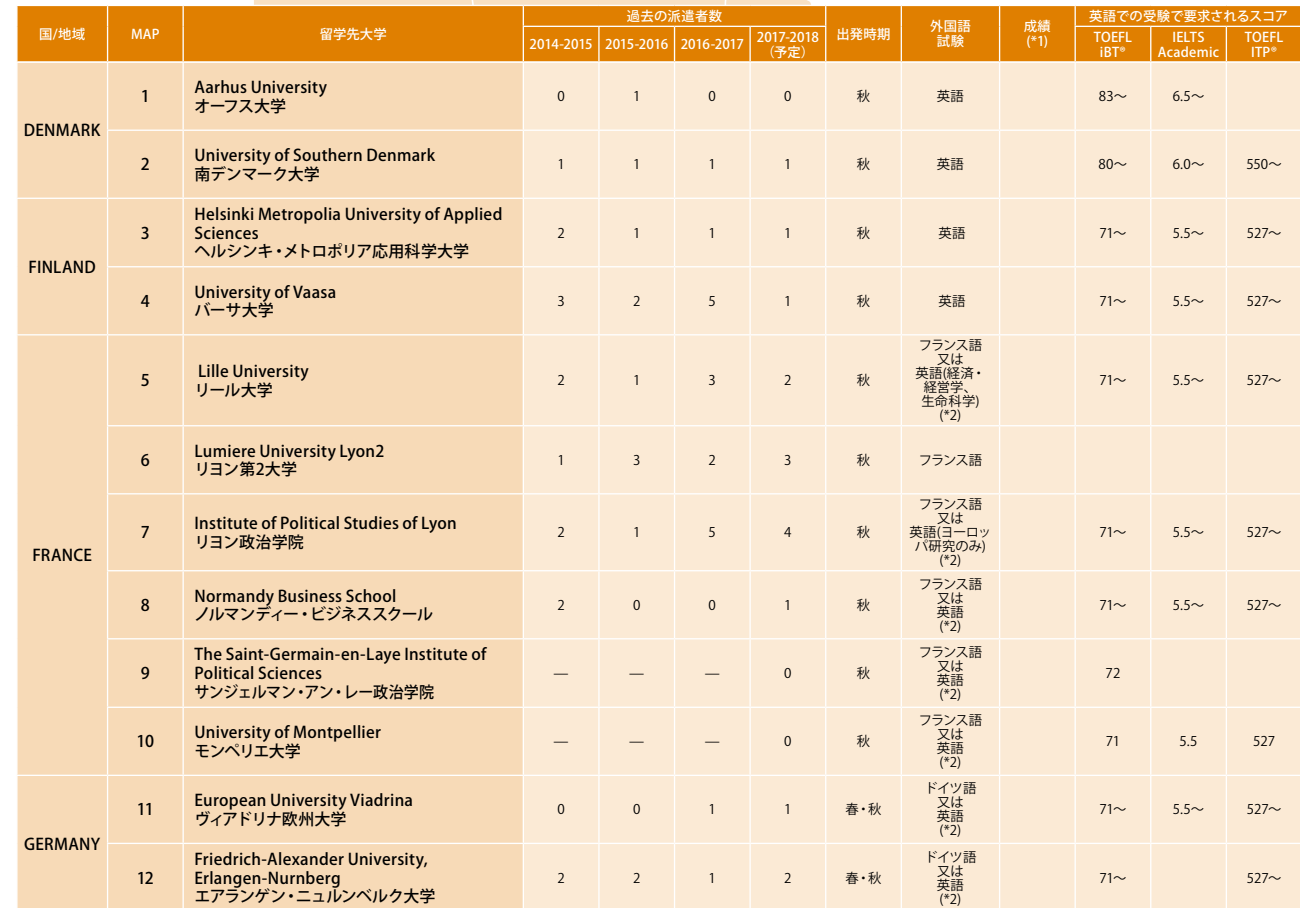 国/地域 MAP 留学先大学 過去の派遣者数 出発時期 外国語 試験 成績 (*1) 英語での受験で要求されるスコア
2014-2015 2015-2016 2016-2017 2017-2018 (予定) TOEFL iBT® IELTS Academic TOEFL ITP®
DENMARK
1 Aarhus University 0 1 0 0 秋 英語 83〜 6.5〜
オーフス大学
2 University of Southern Denmark 1 1 1 1 秋 英語 80〜 6.0〜 550〜
南デンマーク大学
FINLAND
3 Helsinki Metropolia University of Applied
Sciences 2 1 1 1 秋 英語 71〜 5.5〜 527〜
ヘルシンキ・メトロポリア応用科学大学
4 University of Vaasa 3 2 5 1 秋 英語 71〜 5.5〜 527〜
バーサ大学
FRANCE
5 Lille University
リール大学
2 1 3 2 秋
フランス語
又は
英語(経済・
経営学、
生命科学)
(*2)
71〜 5.5〜 527〜
6 Lumiere University Lyon2
リヨン第2大学
1 3 2 3 秋 フランス語
7 Institute of Political Studies of Lyon
リヨン政治学院
2 1 5 4 秋
フランス語
又は
英語(ヨーロッ
パ研究のみ)
(*2)
71〜 5.5〜 527〜
8 Normandy Business School
ノルマンディー・ビジネススクール
2 0 0 1 秋
フランス語
又は
英語
(*2)
71〜 5.5〜 527〜
9 The Saint-Germain-en-Laye Institute of
Political Sciences
サンジェルマン・アン・レー政治学院
— — — 0 秋
フランス語
又は
英語
(*2)
72
10 University of Montpellier
モンペリエ大学
— — — 0 秋
フランス語
又は
英語
(*2)
71 5.5 527
GERMANY
11 European University Viadrina
ヴィアドリナ欧州大学
0 0 1 1 春・秋
ドイツ語
又は
英語
(*2)
71〜 5.5〜 527〜
12 Friedrich-Alexander University,
Erlangen-Nurnberg
エアランゲン・ニュルンベルク大学
2 2 1 2 春・秋
ドイツ語
又は
英語
(*2)
71〜 527〜